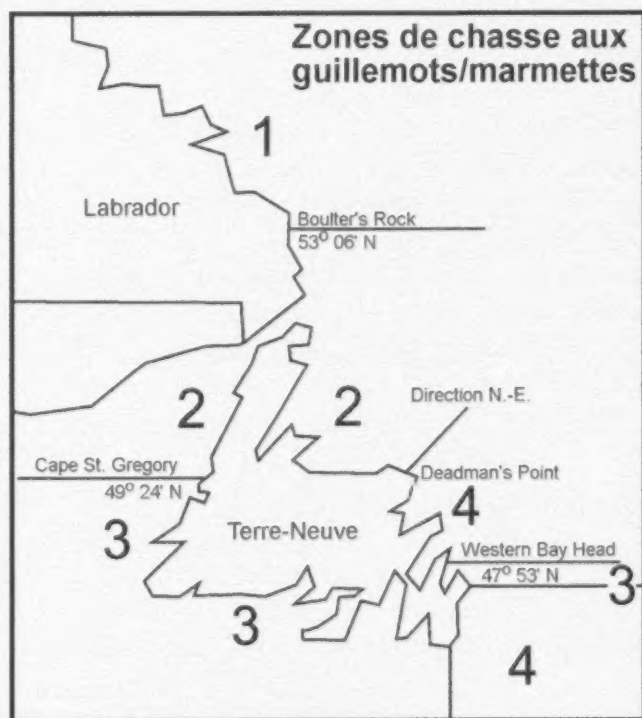 Zones de chasse aux
guillemots/marmettes
1
Labrador
Boulter's Rock
53° 06' N
2
2
Direction N.-E.
Cape St. Gregory
49° 24' N
Deadman's Point
3
Terre-Neuve
4
Western Bay Head
47° 53' N
3
3
4